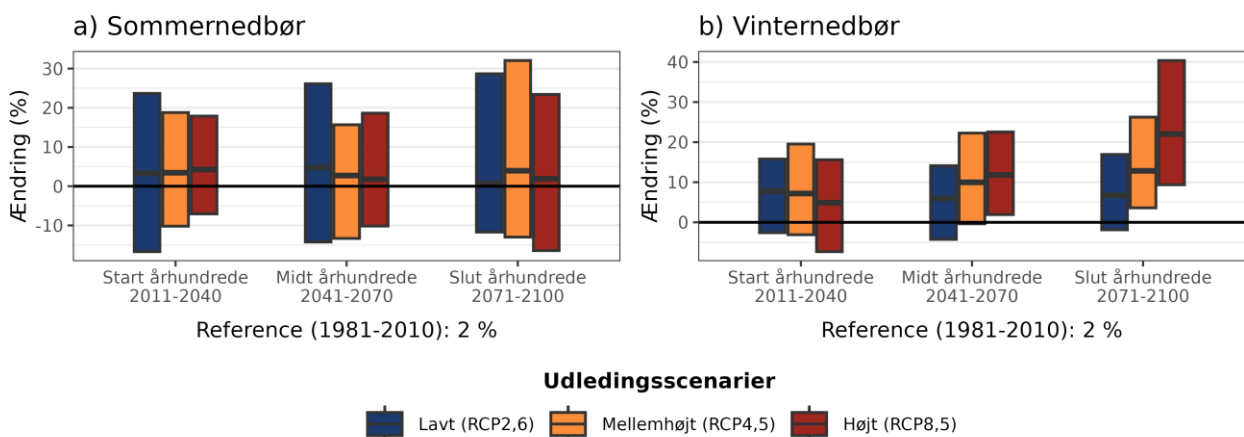 a) Sommernedbør
Ændring (%)
30
20
10
0
-10
Start århundrede
2011-2040
Midt århundrede
2041-2070
Slut århundrede
2071-2100
Reference (1981-2010): 2 %
b) Vinternedbør
Ændring (%)
40
30
20
10
0
Start århundrede
2011-2040
Midt århundrede
2041-2070
Slut århundrede
2071-2100
Reference (1981-2010): 2 %
Udledingsscenarier
Lavt (RCP2,6) Mellemhøjt (RCP4,5) Højt (RCP8,5)